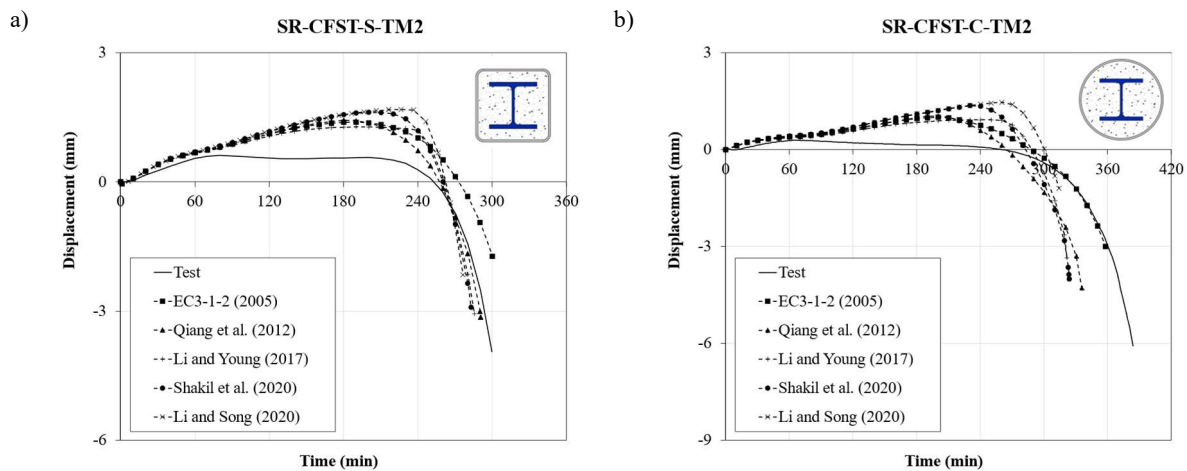 a)
SR-CFST-S-TM2
3
0
-3
-6
0 60 120 180 240 300 360
Displacement (mm)
Time (min)
Test
EC3-1-2 (2005)
Qiang et al. (2012)
Li and Young (2017)
Shakil et al. (2020)
Li and Song (2020)
b)
SR-CFST-C-TM2
3
0
-3
-6
-9
0 60 120 180 240 300 360 420
Displacement (mm)
Time (min)
Test
EC3-1-2 (2005)
Qiang et al. (2012)
Li and Young (2017)
Shakil et al. (2020)
Li and Song (2020)